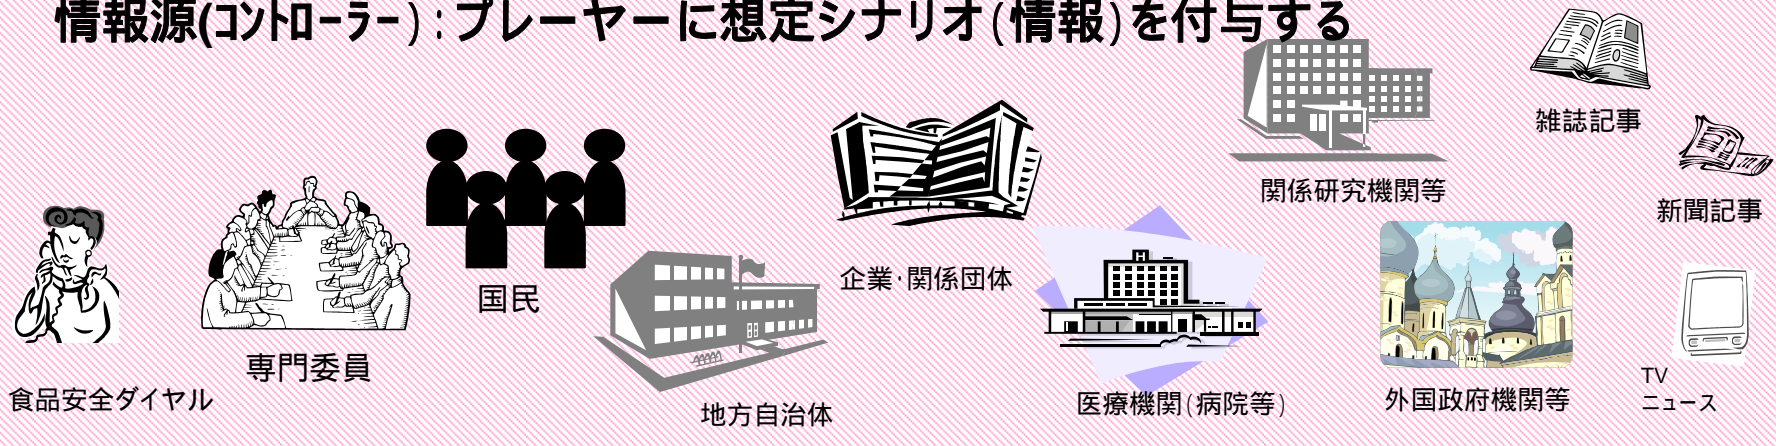 情報源(ｺﾝﾄﾛｰﾗｰ)：プレーヤーに想定シナリオ(情報)を付与する
雑誌記事
関係研究機関等
新聞記事
企業･関係団体
国民
H
専門委員
食品安全ダイヤル
地方自治体
医療機関(病院等)
外国政府機関等
TV
ニュース